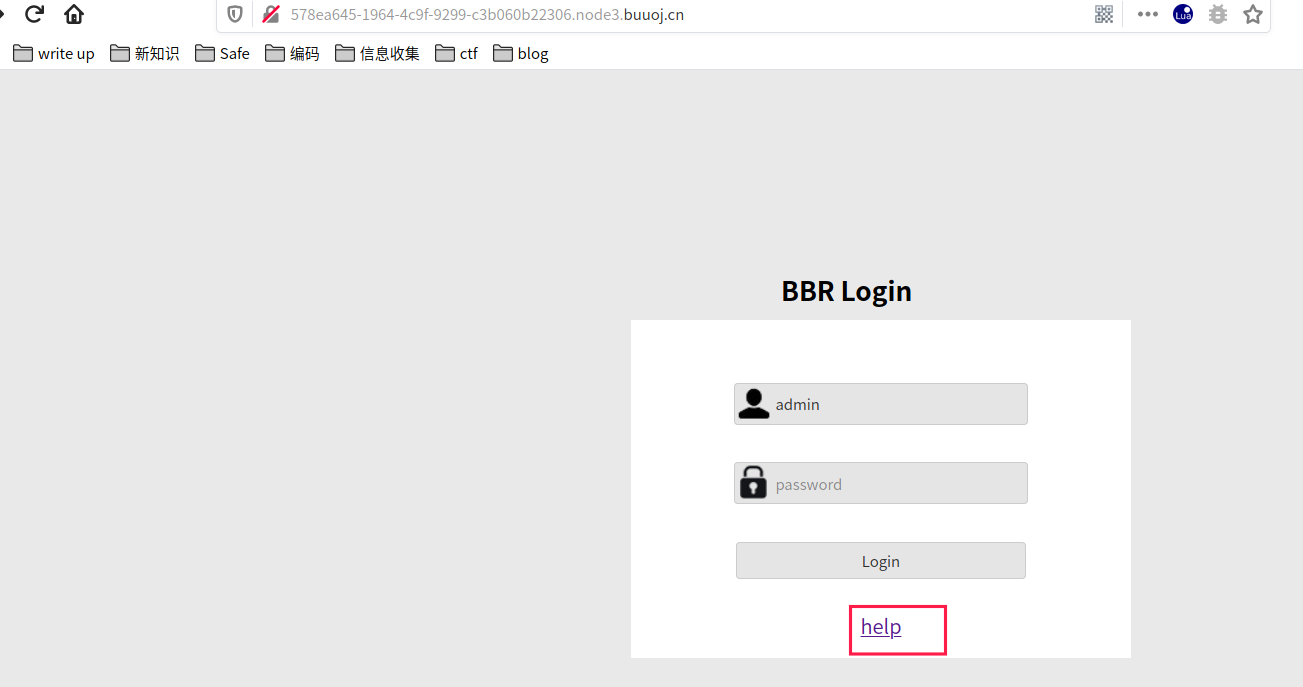 578ea645-1964-4c9f-9299-c3b060b22306.node3.buuoj.cn
Lua
write up 新知识 Safe 编码 信息收集 ctf blog
BBR Login
admin
password
Login
help